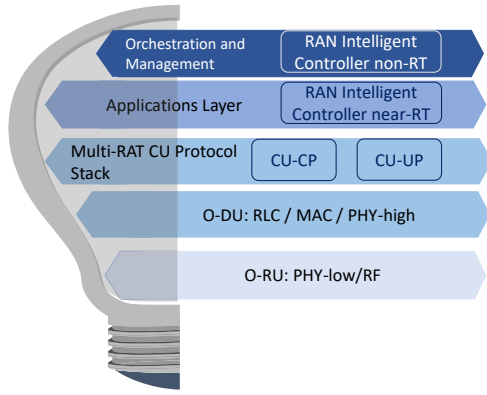 Orchestration and
Management
RAN Intelligent
Controller non-RT
Applications Layer
RAN Intelligent
Controller near-RT
Multi-RAT CU Protocol
Stack
CU-CP
CU-UP
O-DU: RLC / MAC / PHY-high
O-RU: PHY-low/RF